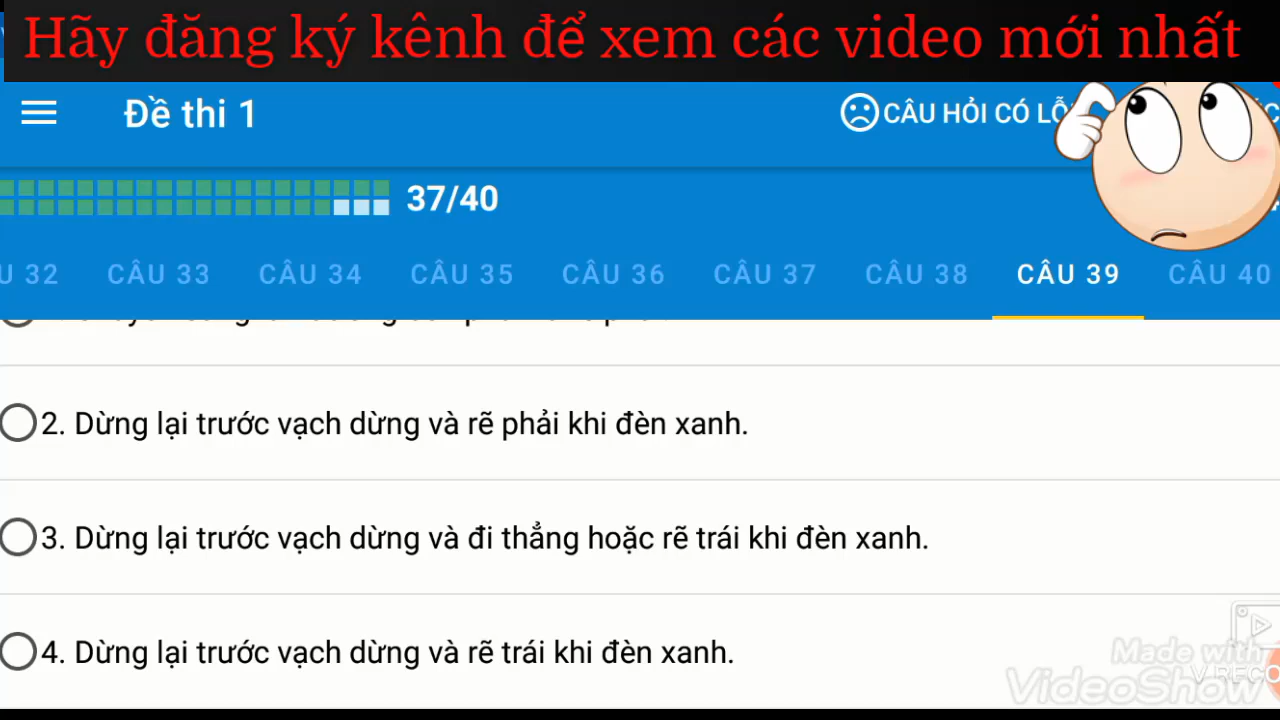 Hãy đăng ký kênh để xem các video mới nhất
Đề thi 1
CÂU HỎI CÓ
37/40
32
CÂU 33
CÂU 34
CÂU 35
CÂU 36
CÂU 37
CÂU 38
CÂU 39
CÂU 40
2. Dừng lại trước vạch dừng và rẽ phải khi đèn xanh.
3. Dừng lại trước vạch dừng và đi thẳng hoặc rẽ trái khi đèn xanh.
4. Dừng lại trước vạch dừng và rẽ trái khi đèn xanh.
Made with
VideoShow